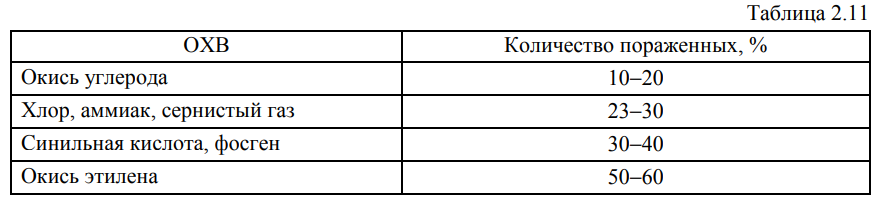 Таблица 2.11
ОХВ Количество пораженных, %
Окись углерода 10–20
Хлор, аммиак, сернистый газ 23–30
Синильная кислота, фосген 30–40
Окись этилена 50–60